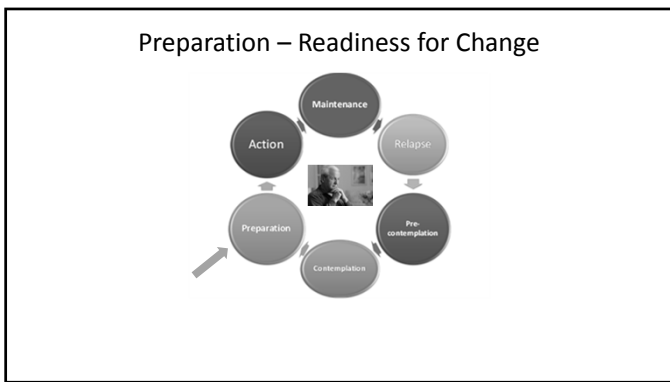 Preparation – Readiness for Change
Maintenance
Relapse
Pre-
contemplation
Contemplation
Preparation
Action